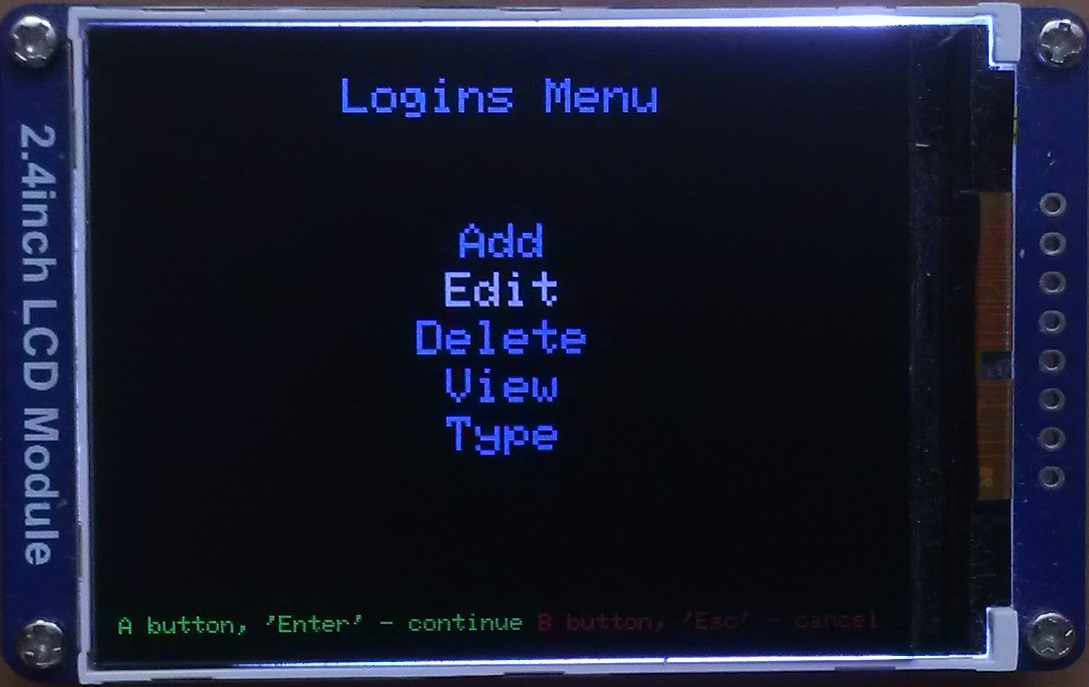 Logins Menu
Add
Edit
Delete
View
Type
A button, 'Enter' - continue B button, 'Esc' - cancel
2.4inch LCD Module